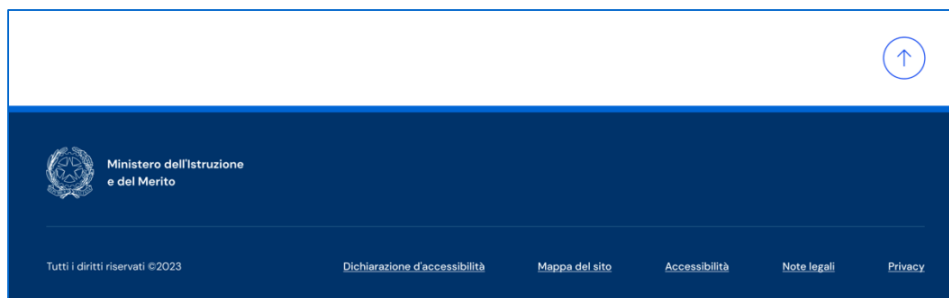 Ministero dell'Istruzione
e del Merito
Tutti i diritti riservati ©2023 Dichiarazione d'accessibilità Mappa del sito Accessibilità Note legali Privacy